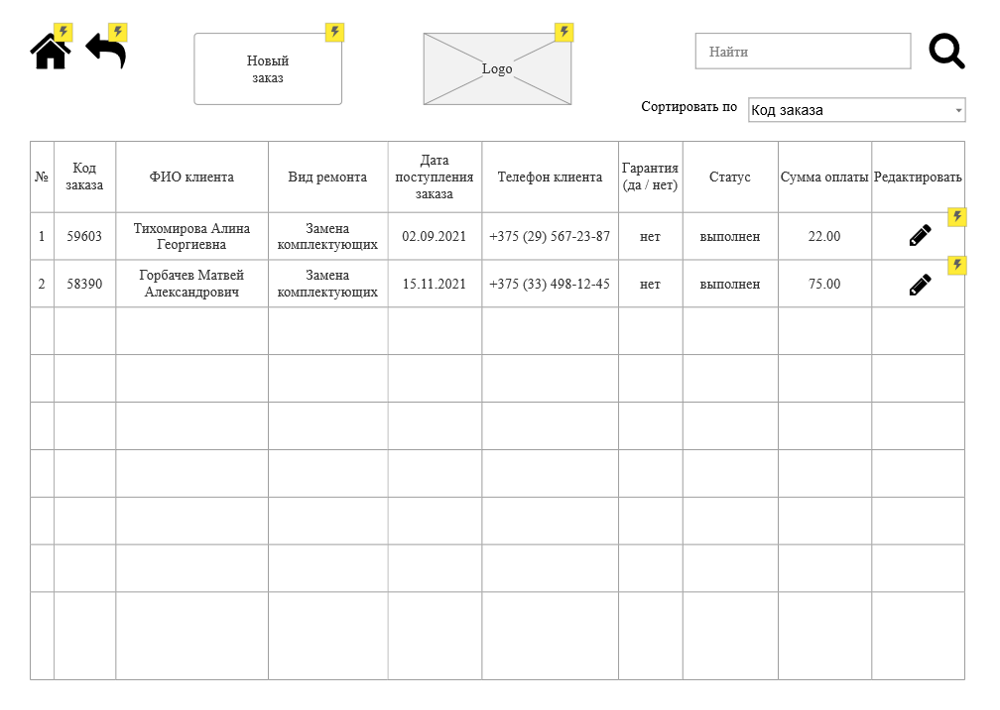 Новый
заказ
Logo
Найти
Сортировать по
Код заказа
№
Код
заказа
ФИО клиента
Вид ремонта
Дата
поступления
заказа
Телефон клиента
Гарантия
(да / нет)
Статус
Сумма оплаты
Редактировать
1
59603
Тихомирова Алина
Георгиевна
Замена
комплектующих
02.09.2021
+375 (29) 567-23-87
нет
выполнен
22.00
2
58390
Горбачев Матвей
Александрович
Замена
комплектующих
15.11.2021
+375 (33) 498-12-45
нет
выполнен
75.00